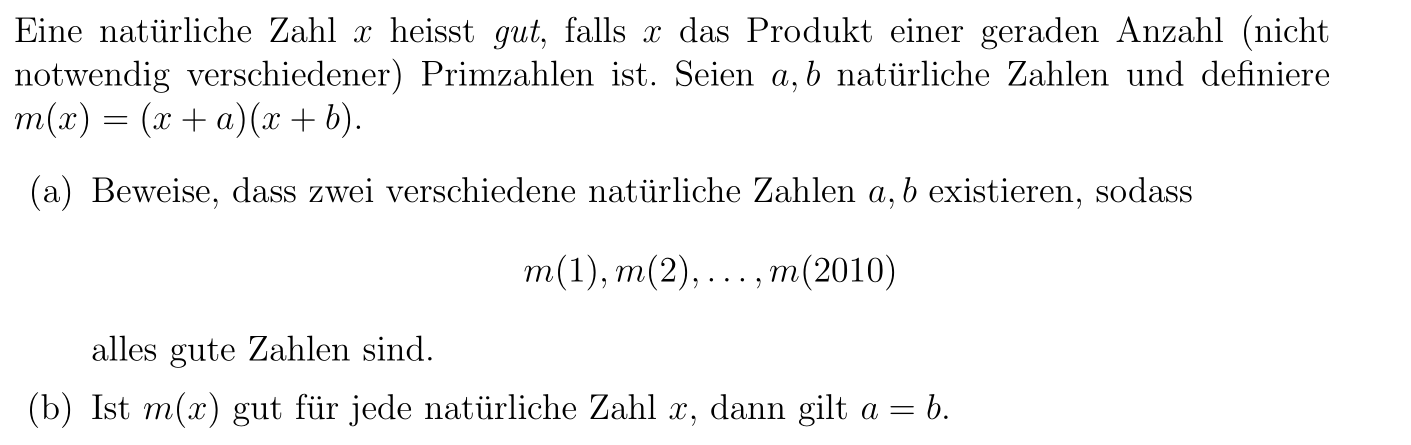 Eine natürliche Zahl x heisst gut, falls x das Produkt einer geraden Anzahl (nicht
notwendig verschiedener) Primzahlen ist. Seien a, b natürliche Zahlen und definiere
m(x) = (x + a)(x + b).
(a) Beweise, dass zwei verschiedene natürliche Zahlen a, b existieren, sodass
m(1), m(2), . . . , m(2010)
alles gute Zahlen sind.
(b) Ist m(x) gut für jede natürliche Zahl x, dann gilt a = b.